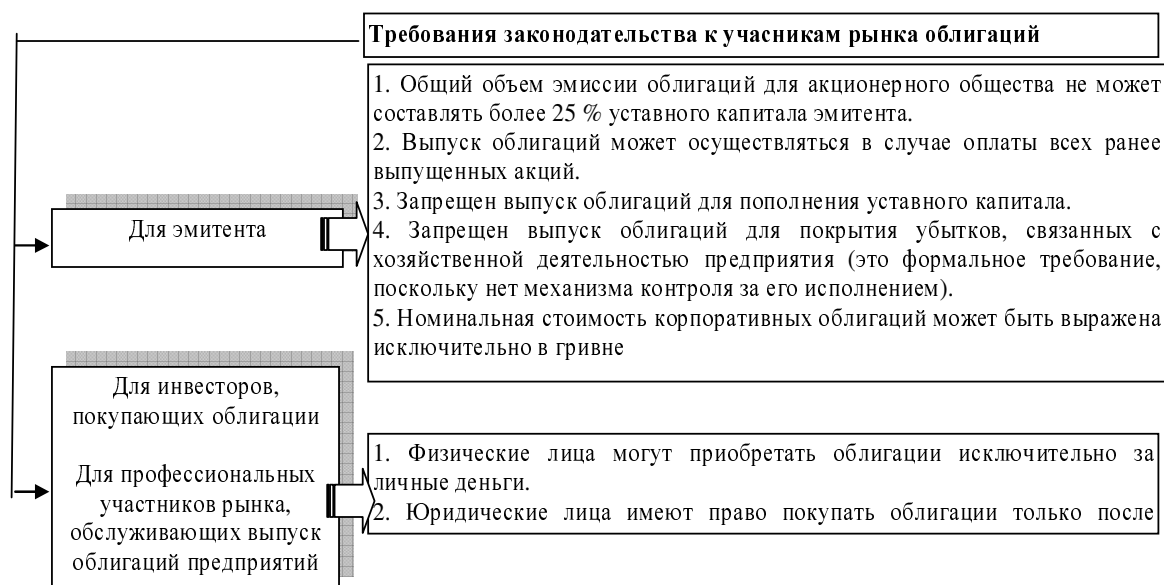 Требования законодательства к учасникам рынка облигаций
Для эмитента
1. Общий объем эмиссии облигаций для акционерного общества не может
составлять более 25 % уставного капитала эмитента.
2. Выпуск облигаций может осуществляться в случае оплаты всех ранее
выпущенных акций.
3. Запрещен выпуск облигаций для пополнения уставного капитала.
4. Запрещен выпуск облигаций для покрытия убытков, связанных с
хозяйственной деятельностью предприятия (это формальное требование,
поскольку нет механизма контроля за его исполнением).
5. Номинальная стоимость корпоративных облигаций может быть выражена
исключительно в гривне
Для инвесторов,
покупающих облигации
Для профессиональных
участников рынка,
обслуживающих выпуск
облигаций предприятий
1. Физические лица могут приобретать облигации исключительно за
личные деньги.
2. Юридические лица имеют право покупать облигации только после